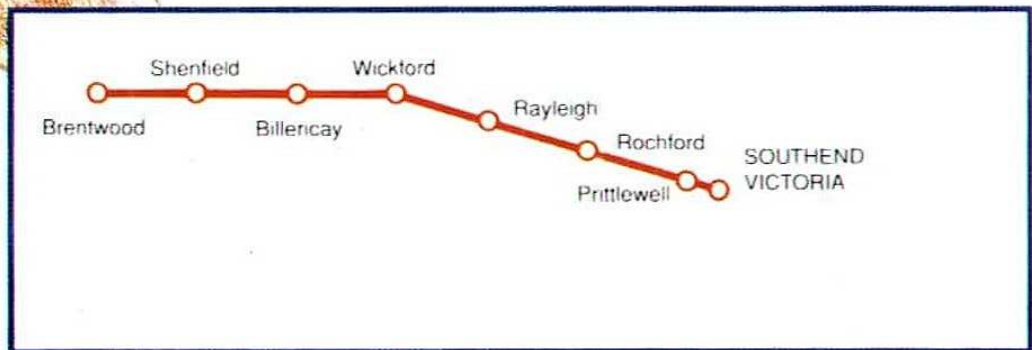 Shenfield
Wickford
Brentwood
Billericay
Rayleigh
Rochford
Prittlewell
SOUTHEND
VICTORIA